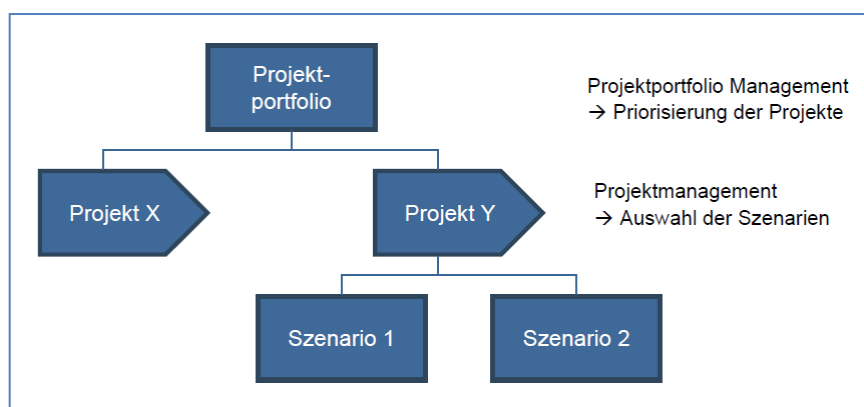 Projekt-
portfolio
Projektportfolio Management
→ Priorisierung der Projekte
Projekt X
Projekt Y
Projektmanagement
→ Auswahl der Szenarien
Szenario 1
Szenario 2